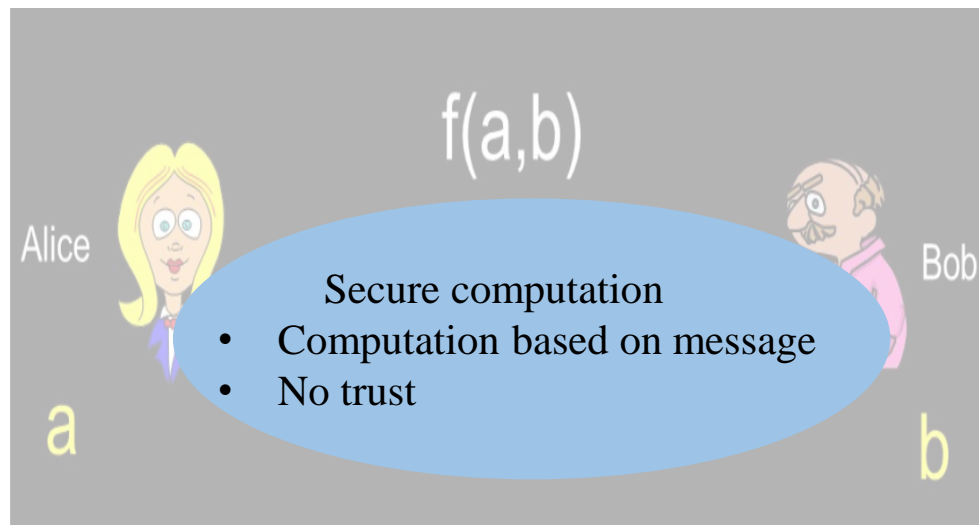 f(a,b)
Alice
Bob
Secure computation
• Computation based on message
• No trust
a
b